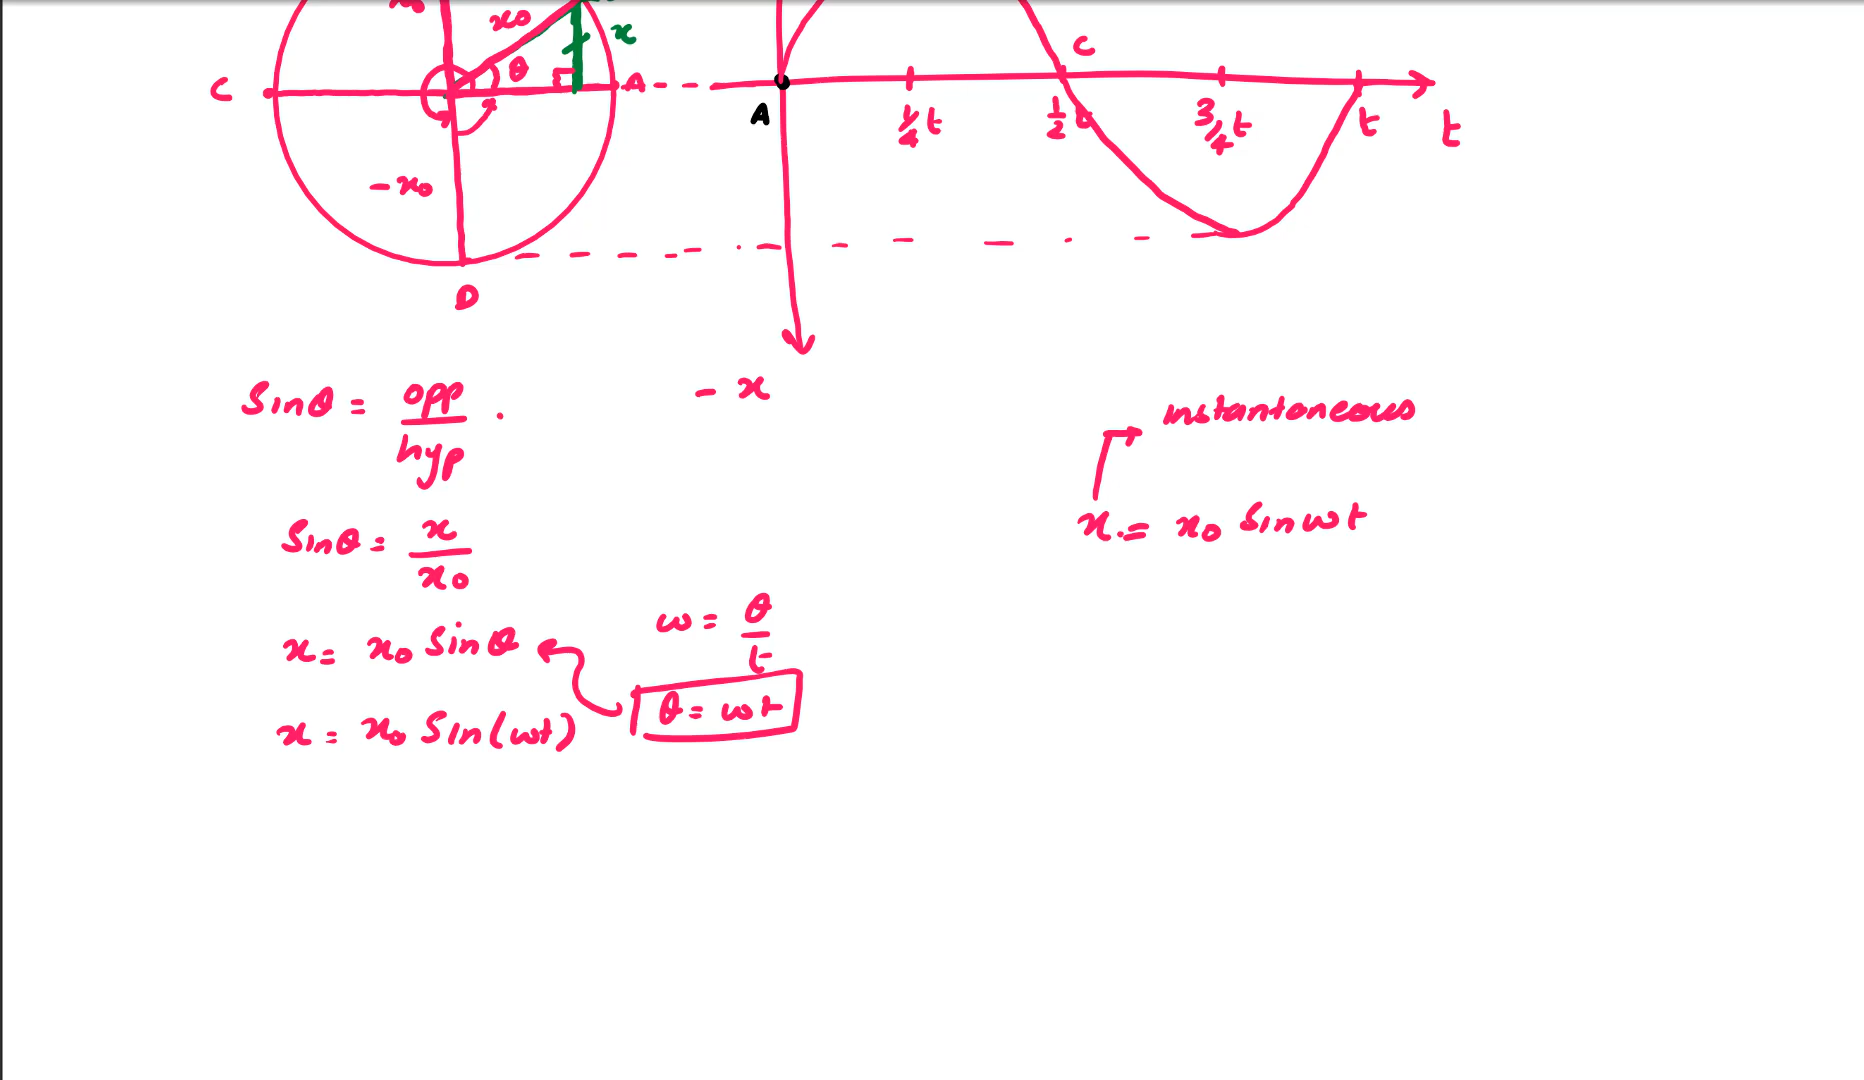 x₀ x
θ
C A C
A ¼t ½t ¾t t t
-x₀
D
Sinθ = opp/hyp .
-x
instantaneous
x = x₀ Sinωt
Sinθ = x/x₀
x = x₀ Sinθ
ω = θ/t
θ = ωt
x = x₀ Sin(ωt)